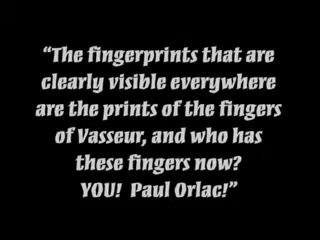 “The fingerprints that are
clearly visible everywhere
are the prints of the fingers
of Vasseur, and who has
these fingers now?
YOU!  Paul Orlac!”